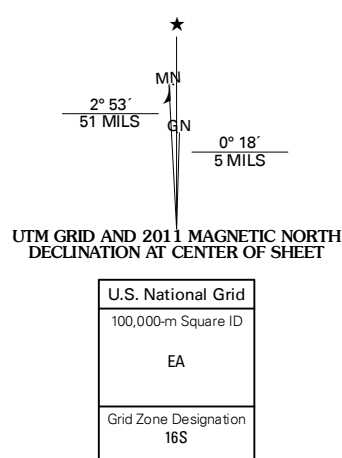 ★
MN
2° 53´
51 MILS
GN
0° 18´
5 MILS
UTM GRID AND 2011 MAGNETIC NORTH
DECLINATION AT CENTER OF SHEET
U.S. National Grid
100,000-m Square ID
EA
Grid Zone Designation
16S